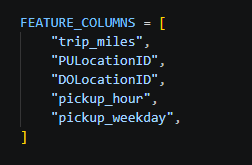 FEATURE_COLUMNS = [
    "trip_miles",
    "PULocationID",
    "DOLocationID",
    "pickup_hour",
    "pickup_weekday",
]